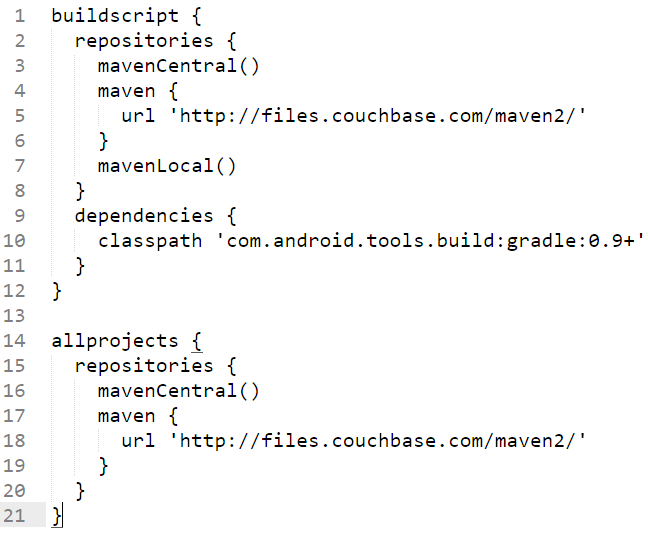 1 buildscript {
2   repositories {
3     mavenCentral()
4     maven {
5       url 'http://files.couchbase.com/maven2/'
6     }
7     mavenLocal()
8   }
9   dependencies {
10     classpath 'com.android.tools.build:gradle:0.9+'
11   }
12 }
13
14 allprojects {
15   repositories {
16     mavenCentral()
17     maven {
18       url 'http://files.couchbase.com/maven2/'
19     }
20   }
21 }